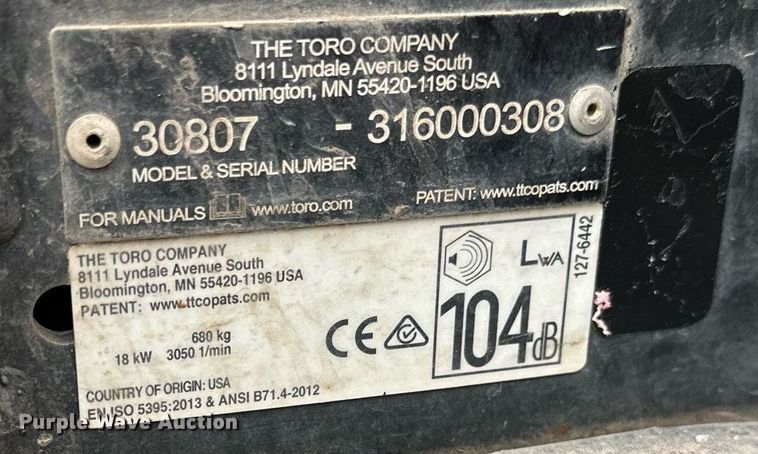 THE TORO COMPANY
8111 Lyndale Avenue South
Bloomington, MN 55420-1196 USA
30807 - 316000308
MODEL & SERIAL NUMBER
FOR MANUALS www.toro.com
PATENT: www.ttcopats.com
THE TORO COMPANY
8111 Lyndale Avenue South
Bloomington, MN 55420-1196 USA
PATENT: www.ttcopats.com
680 kg
18 kW 3050 1/min
COUNTRY OF ORIGIN: USA
EN ISO 5395:2013 & ANSI B71.4-2012
CE
LWA
104dB
127-6442
Purple Wave Auction